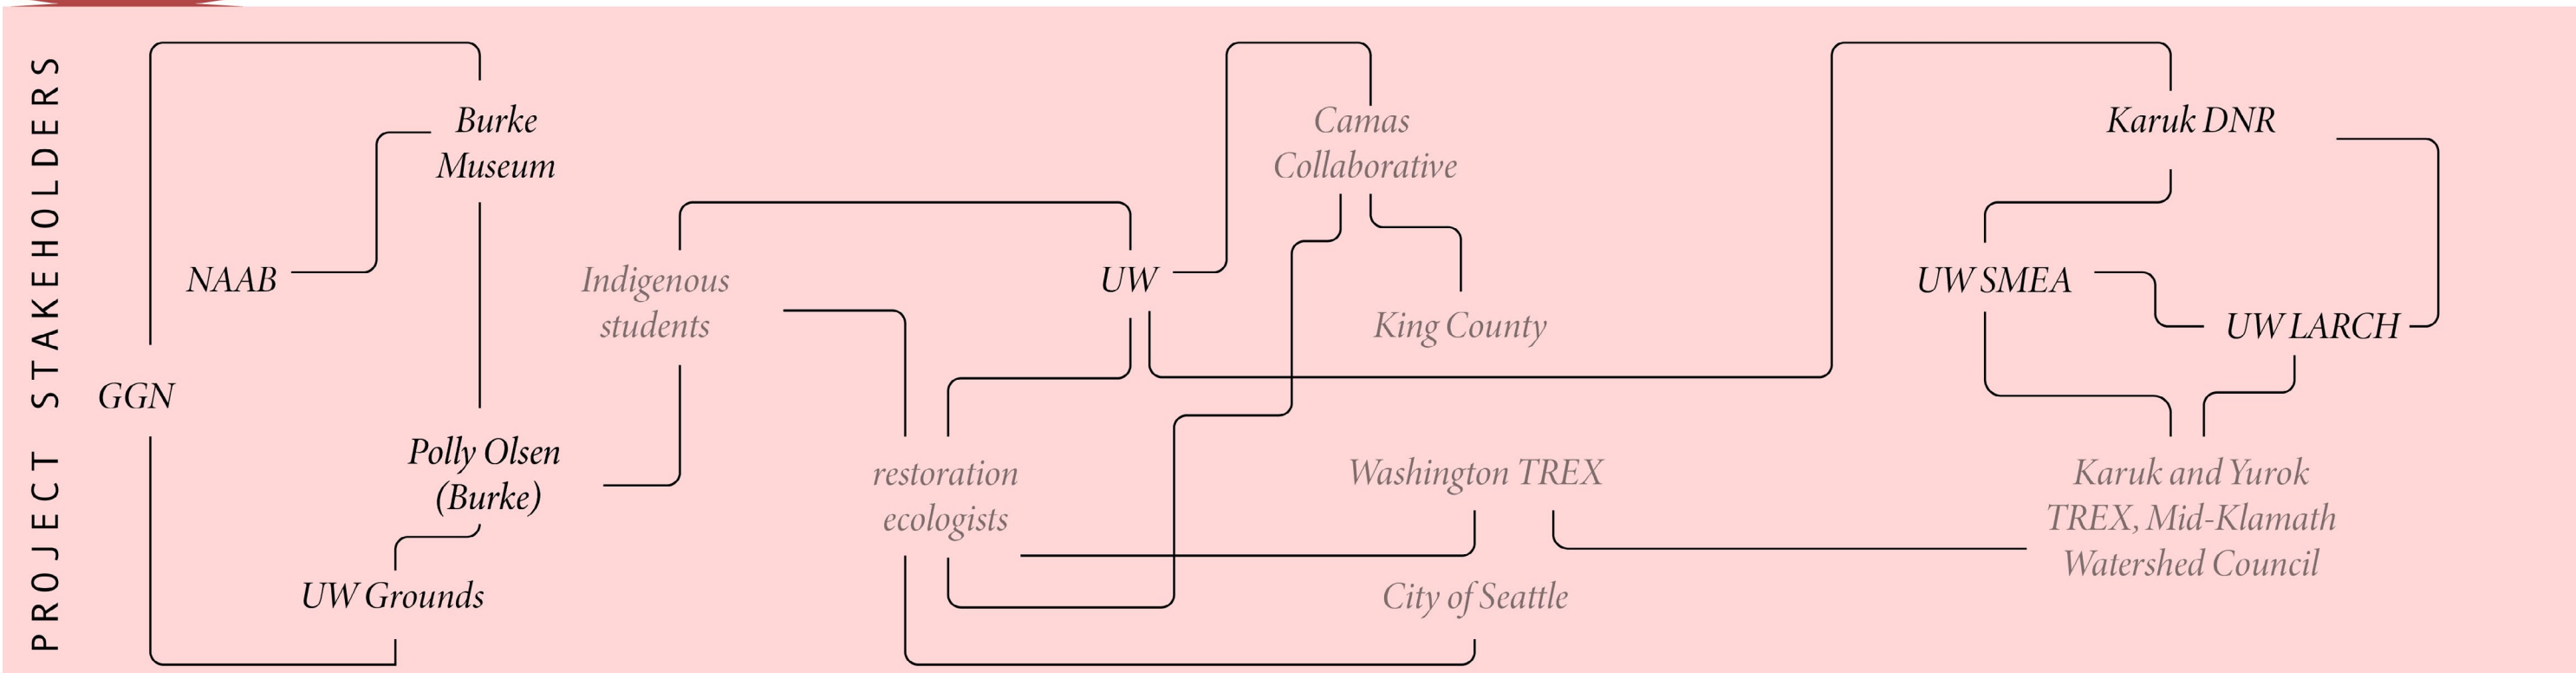 PROJECT STAKEHOLDERS
Burke
Museum
NAAB
GGN
Polly Olsen
(Burke)
UW Grounds
Indigenous
students
UW
Camas
Collaborative
King County
restoration
ecologists
Washington TREX
City of Seattle
Karuk DNR
UW SMEA
UW LARCH
Karuk and Yurok
TREX, Mid-Klamath
Watershed Council